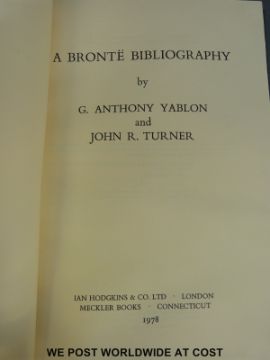 A BRONTË BIBLIOGRAPHY
by
G. ANTHONY YABLON
and
JOHN R. TURNER
IAN HODGKINS & CO. LTD · LONDON
MECKLER BOOKS · CONNECTICUT
1978
WE POST WORLDWIDE AT COST